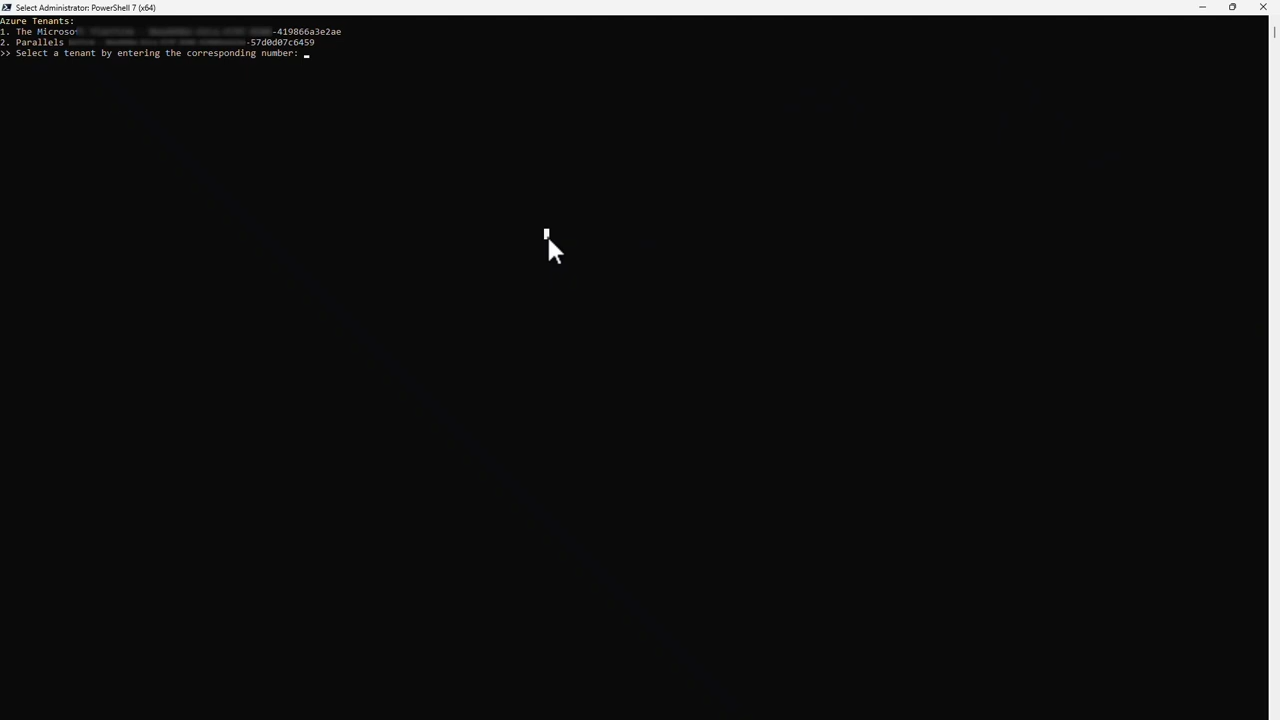 Select Administrator: PowerShell 7 (x64)
Azure Tenants:
1. The Microso -419866a3e2ae
2. Parallels -57d0d07c6459
>> Select a tenant by entering the corresponding number: